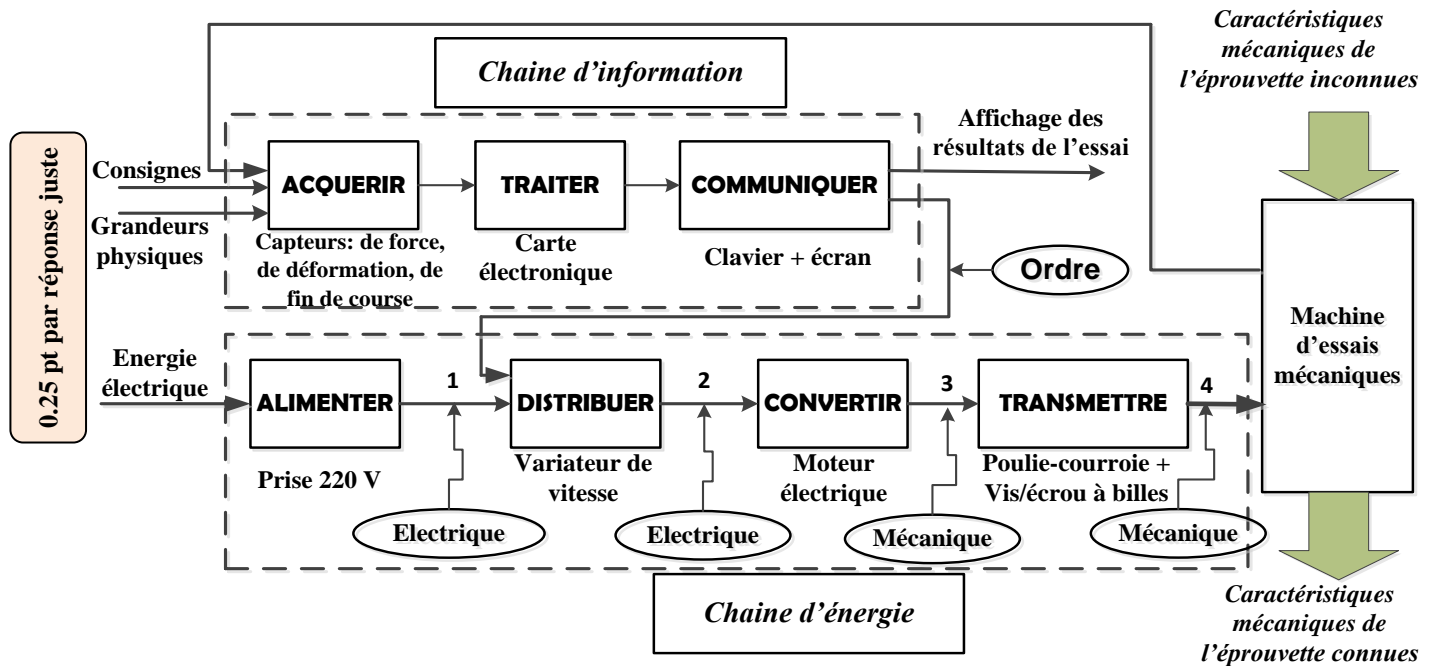 Caractéristiques
mécaniques de
l'éprouvette inconnues
Chaine d'information
Affichage des
résultats de l'essai
0.25 pt par réponse juste
Consignes
Grandeurs
physiques
ACQUERIR
TRAITER
COMMUNIQUER
Capteurs: de force,
de déformation, de
fin de course
Carte
électronique
Clavier + écran
Ordre
Machine
d'essais
mécaniques
Energie
électrique
ALIMENTER
1
DISTRIBUER
2
CONVERTIR
3
TRANSMETTRE
4
Prise 220 V
Variateur de
vitesse
Moteur
électrique
Poulie-courroie +
Vis/écrou à billes
Electrique
Electrique
Mécanique
Mécanique
Chaine d'énergie
Caractéristiques
mécaniques de
l'éprouvette connues